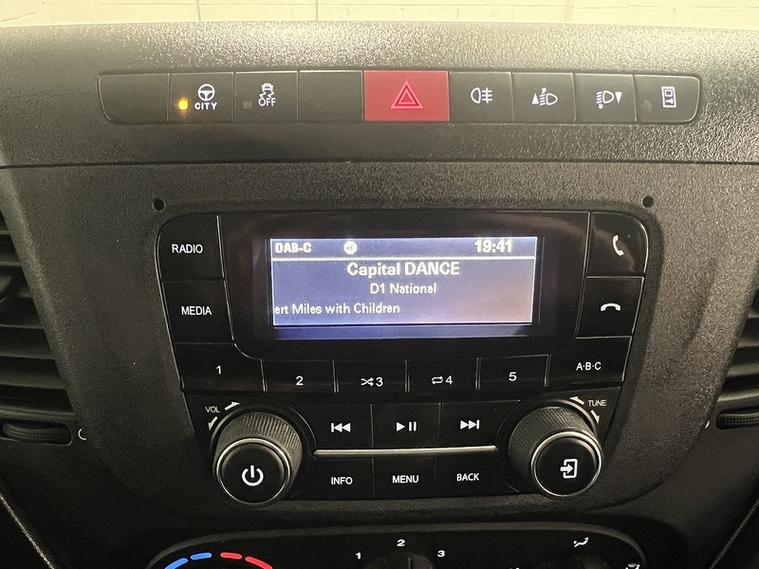 CITY
OFF
RADIO
DAB-C
19:41
Capital DANCE
D1 National
ert Miles with Children
MEDIA
1
2
3
4
5
A·B·C
VOL
TUNE
INFO
MENU
BACK
1
2
3